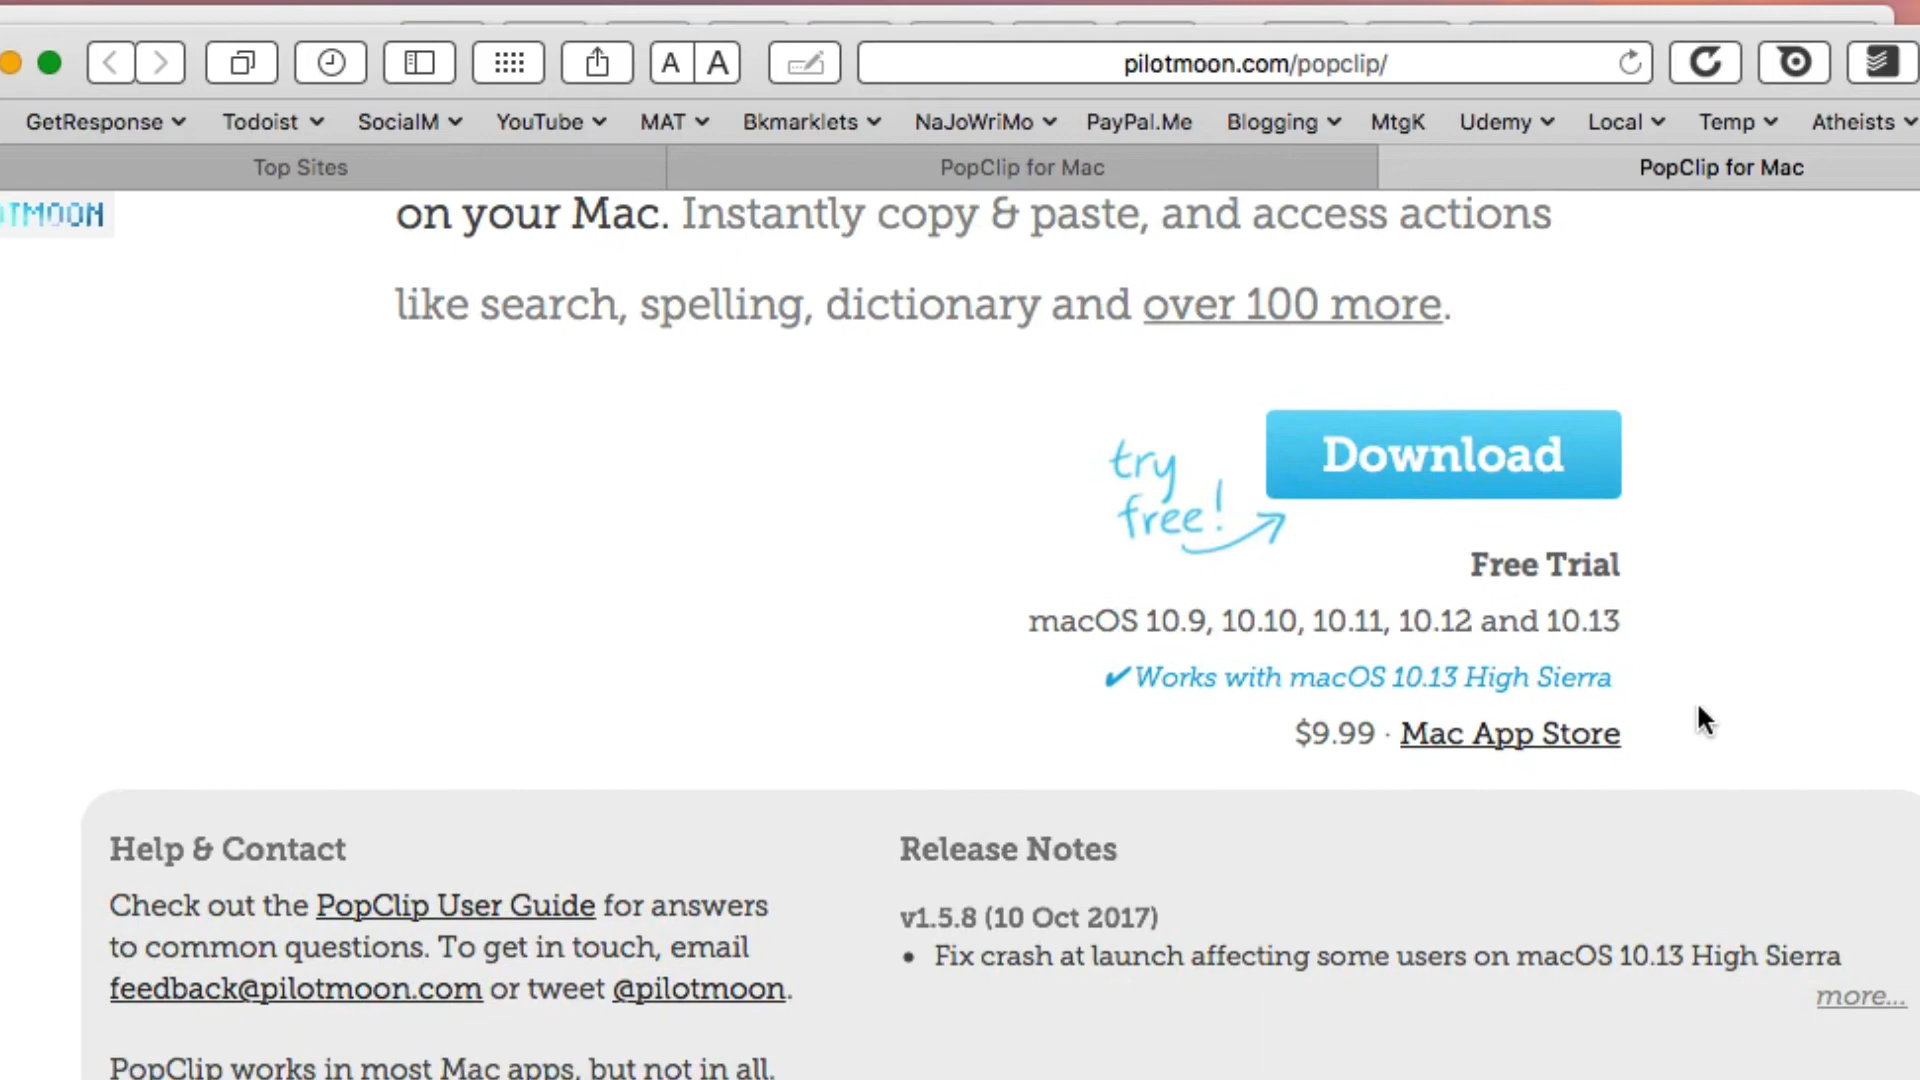 A A
pilotmoon.com/popclip/
GetResponse Todoist SocialM YouTube MAT Bkmarklets NaJoWriMo PayPal.Me Blogging MtgK Udemy Local Temp Atheists
Top Sites PopClip for Mac PopClip for Mac
OTMOON
on your Mac. Instantly copy & paste, and access actions
like search, spelling, dictionary and over 100 more.
try
free!
Download
Free Trial
macOS 10.9, 10.10, 10.11, 10.12 and 10.13
✔Works with macOS 10.13 High Sierra
$9.99 · Mac App Store
Help & Contact
Check out the PopClip User Guide for answers
to common questions. To get in touch, email
feedback@pilotmoon.com or tweet @pilotmoon.
PopClip works in most Mac apps, but not in all.
Release Notes
v1.5.8 (10 Oct 2017)
• Fix crash at launch affecting some users on macOS 10.13 High Sierra
more...